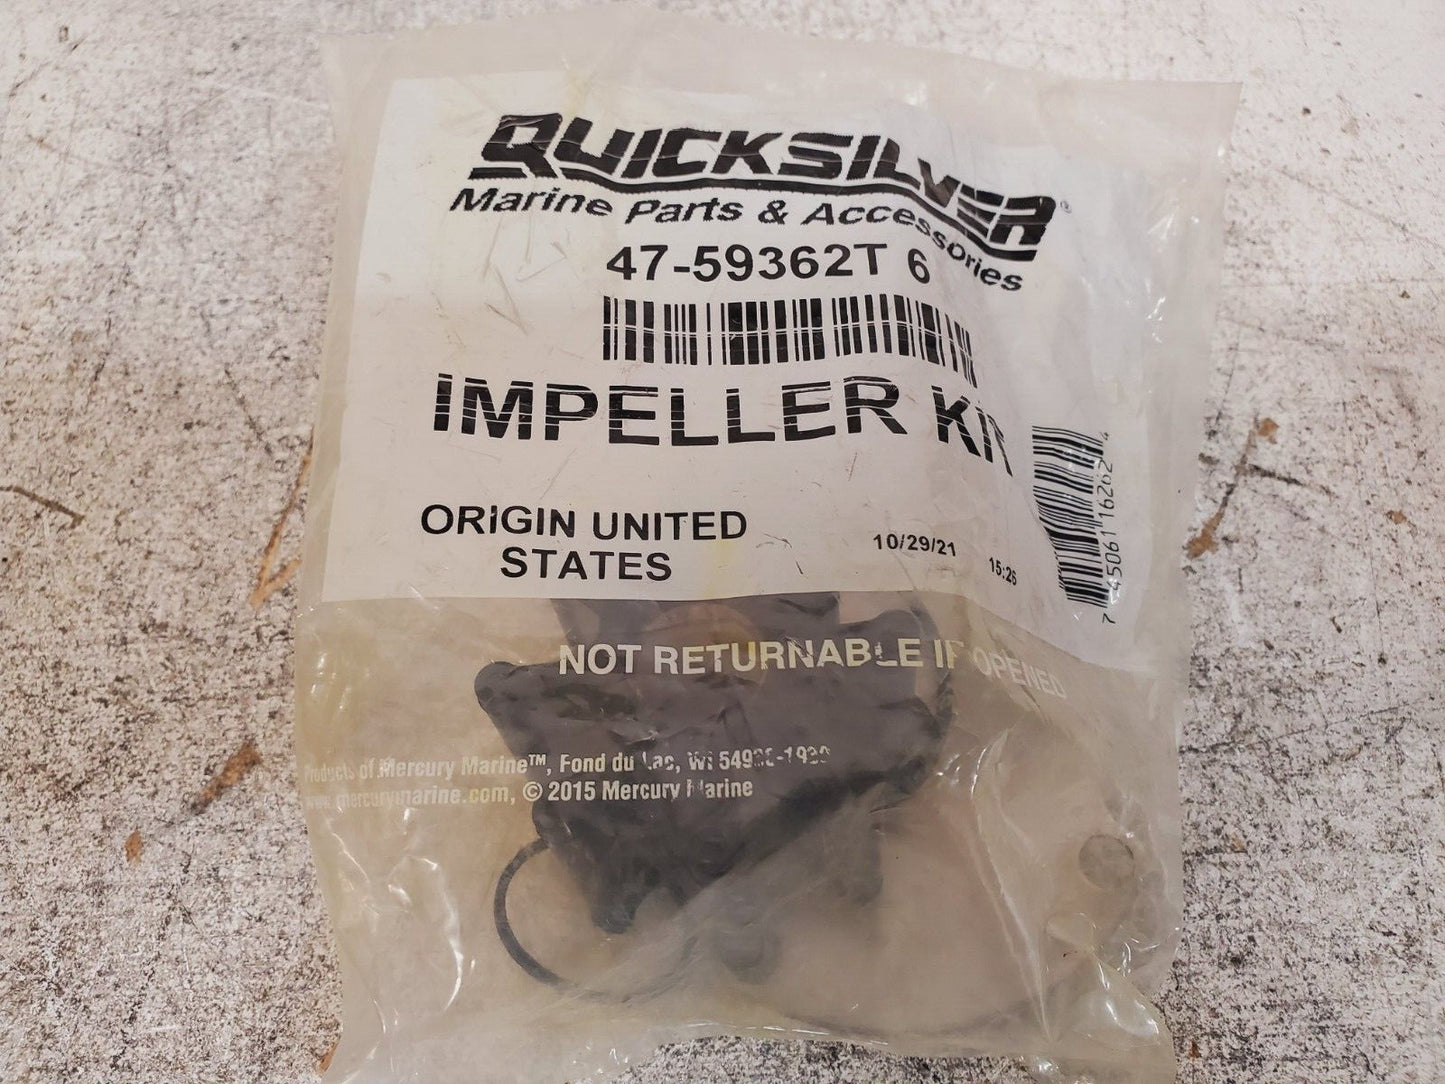 QUICKSILVER®
Marine Parts & Accessories
47-59362T 6
IMPELLER KIT
ORIGIN UNITED
STATES
10/29/21 15:26
NOT RETURNABLE IF OPENED
Products of Mercury Marine™, Fond du Lac, WI
www.mercurymarine.com, © 2015 Mercury Marine